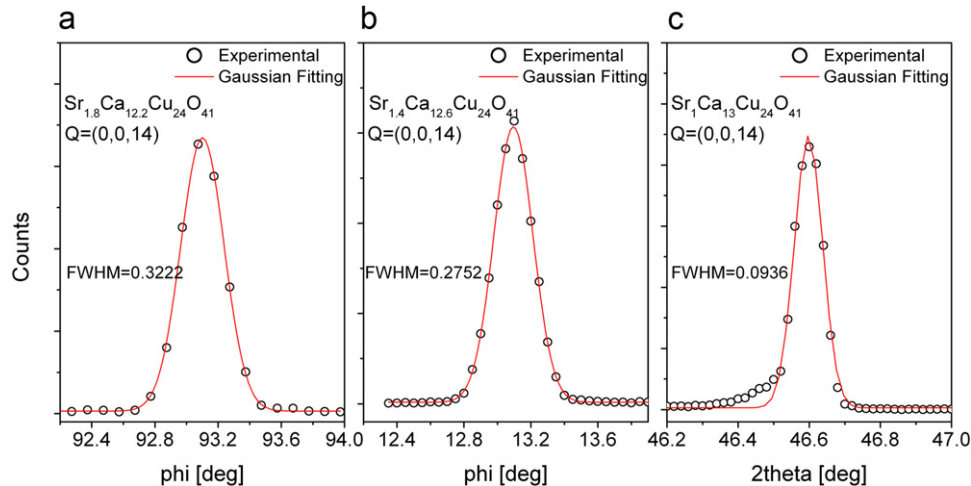 a
Experimental
Gaussian Fitting
Sr1.8Ca12.2Cu24O41
Q=(0,0,14)
FWHM=0.3222
Counts
92.4 92.8 93.2 93.6 94.0
phi [deg]
b
Experimental
Gaussian Fitting
Sr1.4Ca12.6Cu24O41
Q=(0,0,14)
FWHM=0.2752
12.4 12.8 13.2 13.6
phi [deg]
c
Experimental
Gaussian Fitting
Sr1Ca13Cu24O41
Q=(0,0,14)
FWHM=0.0936
46.2 46.4 46.6 46.8 47.0
2theta [deg]